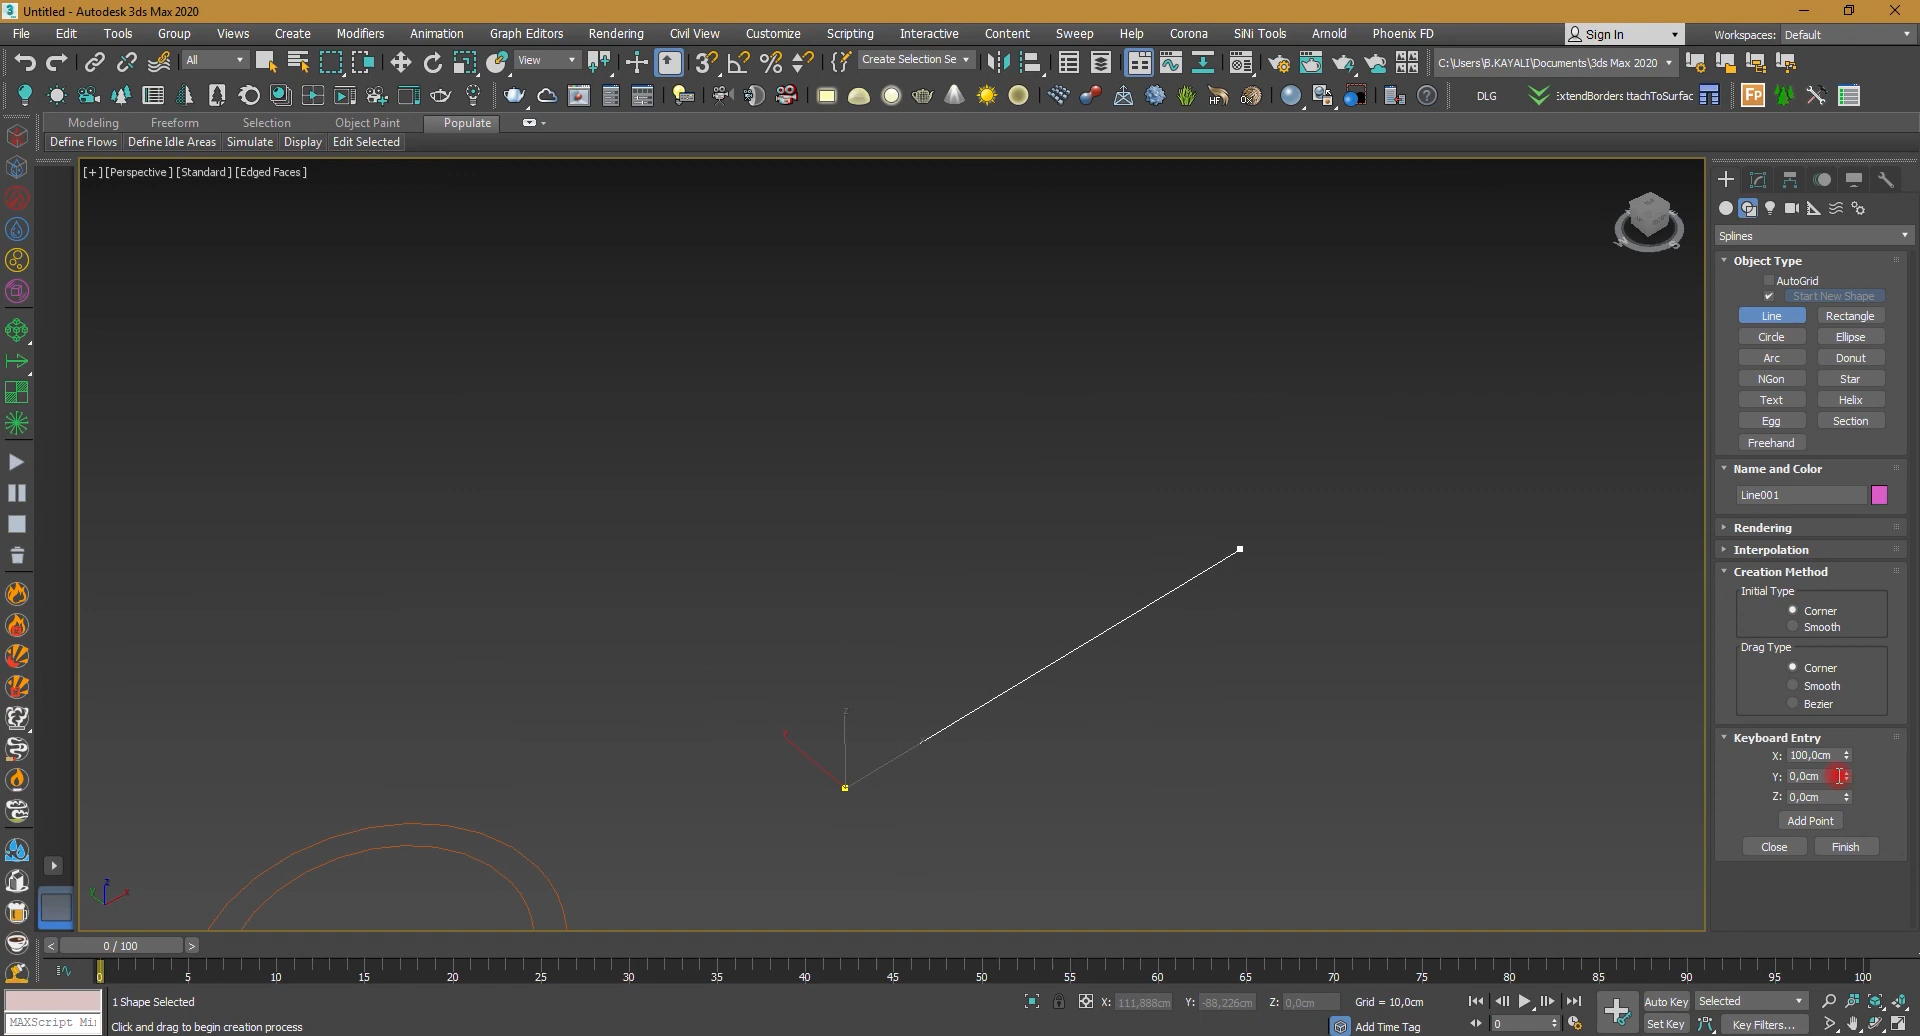 Untitled - Autodesk 3ds Max 2020
File Edit Tools Group Views Create Modifiers Animation Graph Editors Rendering Civil View Customize Scripting Interactive Content Sweep Help Corona SiNi Tools Arnold Phoenix FD Sign In Workspaces: Default
All View Create Selection Se C:\Users\B.KAYALI\Documents\3ds Max 2020
DLG :xtendBorders ttachToSurfac Fp
Modeling Freeform Selection Object Paint Populate
Define Flows Define Idle Areas Simulate Display Edit Selected
[+] [Perspective ] [Standard ] [Edged Faces ]
Splines
Object Type
AutoGrid
Start New Shape
Line Rectangle
Circle Ellipse
Arc Donut
NGon Star
Text Helix
Egg Section
Freehand
Name and Color
Line001
Rendering
Interpolation
Creation Method
Initial Type
Corner
Smooth
Drag Type
Corner
Smooth
Bezier
Keyboard Entry
X: 100,0cm
Y: 0,0cm
Z: 0,0cm
Add Point
Close Finish
z
z
x
< 0 / 100 >
0 5 10 15 20 25 30 35 40 45 50 55 60 65 70 75 80 85 90 95 100
1 Shape Selected X: 111,888cm Y: -88,226cm Z: 0,0cm Grid = 10,0cm Auto Key Selected
MAXScript Mi Click and drag to begin creation process Add Time Tag 0 Set Key Key Filters...